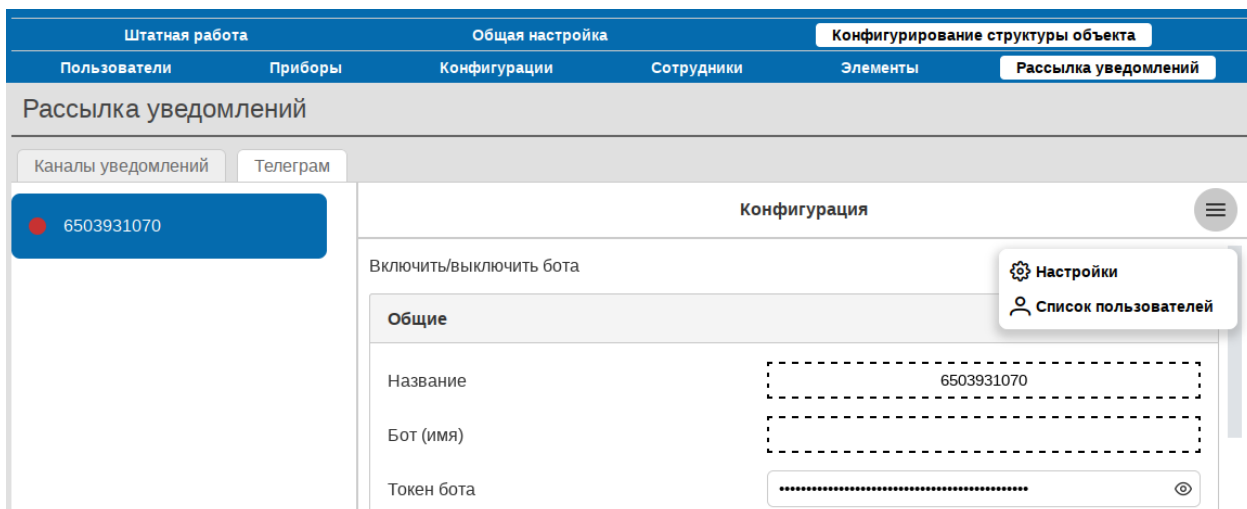 Штатная работа Общая настройка Конфигурирование структуры объекта
Пользователи Приборы Конфигурации Сотрудники Элементы Рассылка уведомлений
Рассылка уведомлений
Каналы уведомлений Телеграм
6503931070
Конфигурация
Включить/выключить бота
Настройки
Список пользователей
Общие
Название 6503931070
Бот (имя)
Токен бота ••••••••••••••••••••••••••••••••••••••••••••••